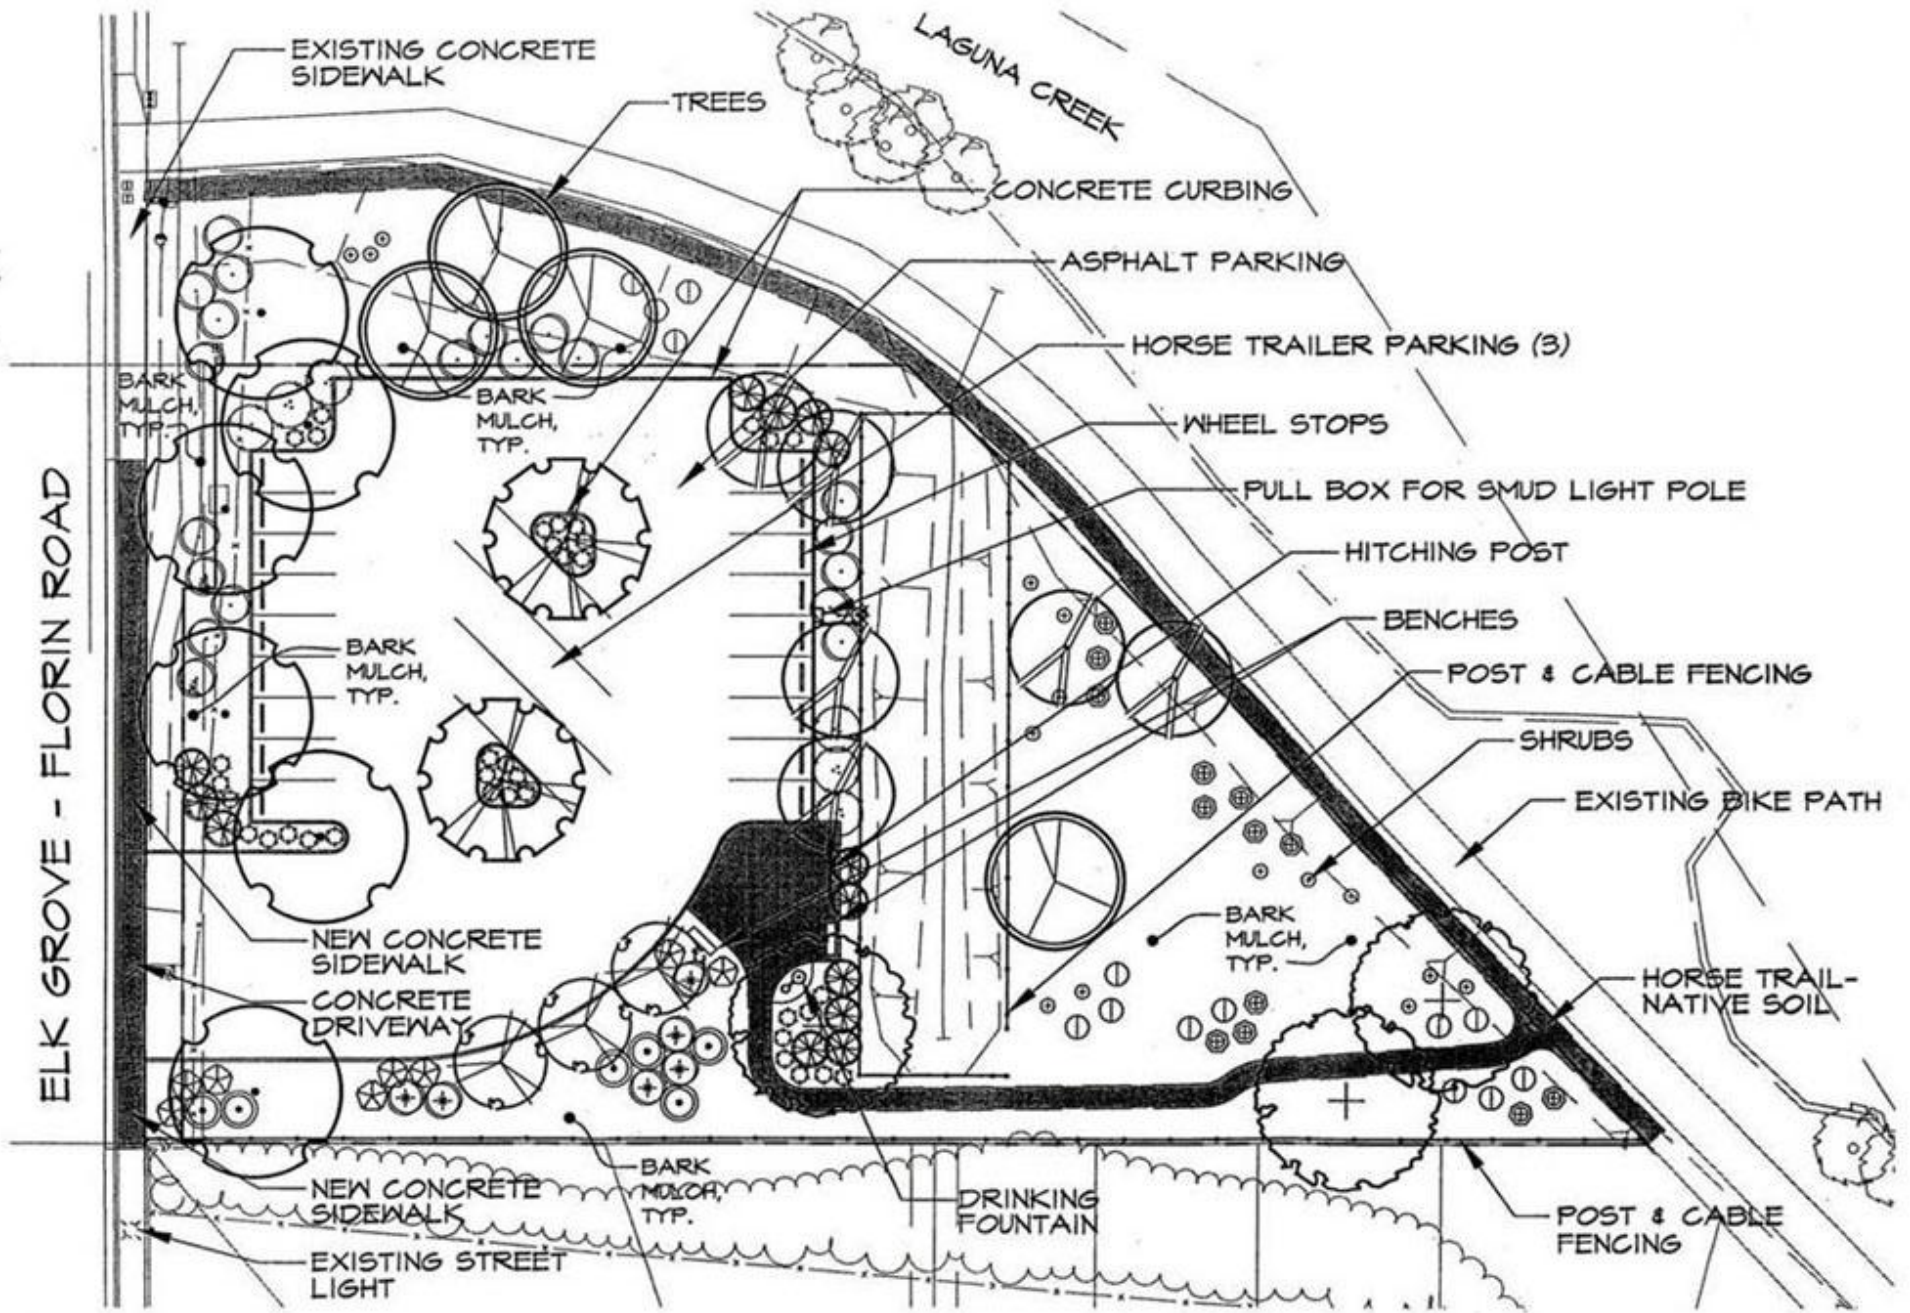 EXISTING CONCRETE
SIDEWALK
TREES
LAGUNA CREEK
CONCRETE CURBING
ASPHALT PARKING
HORSE TRAILER PARKING (3)
BARK
MULCH,
TYP.
BARK
MULCH,
TYP.
WHEEL STOPS
PULL BOX FOR SMUD LIGHT POLE
HITCHING POST
BENCHES
BARK
MULCH,
TYP.
POST & CABLE FENCING
SHRUBS
EXISTING BIKE PATH
ELK GROVE - FLORIN ROAD
BARK
MULCH,
TYP.
NEW CONCRETE
SIDEWALK
HORSE TRAIL-
NATIVE SOIL
CONCRETE
DRIVEWAY
BARK
MULCH,
TYP.
NEW CONCRETE
SIDEWALK
DRINKING
FOUNTAIN
POST & CABLE
FENCING
EXISTING STREET
LIGHT